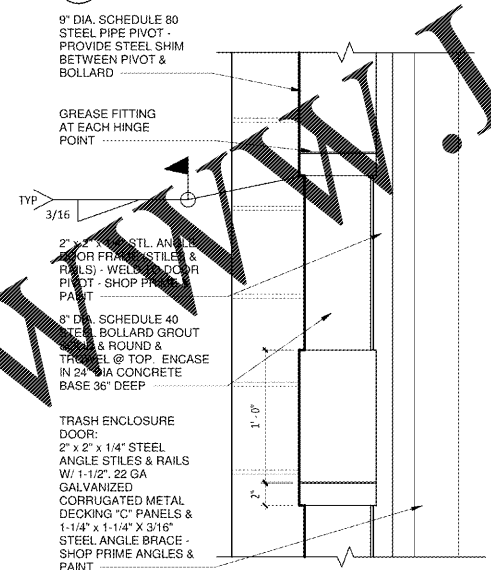 9" DIA. SCHEDULE 80
STEEL PIPE PIVOT -
PROVIDE STEEL SHIM
BETWEEN PIVOT &
BOLLARD
GREASE FITTING
AT EACH HINGE
POINT
TYP
3/16
2" x 2" x 1/4" STL. ANGLE
DOOR FRAME (STILES &
RAILS) - WELD TO DOOR
PIVOT - SHOP PRIME &
PAINT
8" DIA. SCHEDULE 40
STEEL BOLLARD GROUT
& ROUND &
TROWEL @ TOP. ENCASE
IN 24" DIA CONCRETE
BASE 36" DEEP
1'-0"
2"
TRASH ENCLOSURE
DOOR:
2" x 2" x 1/4" STEEL
ANGLE STILES & RAILS
W/ 1-1/2". 22 GA
GALVANIZED
CORRUGATED METAL
DECKING "C" PANELS &
1-1/4" x 1-1/4" X 3/16"
STEEL ANGLE BRACE -
SHOP PRIME ANGLES &
PAINT
www.